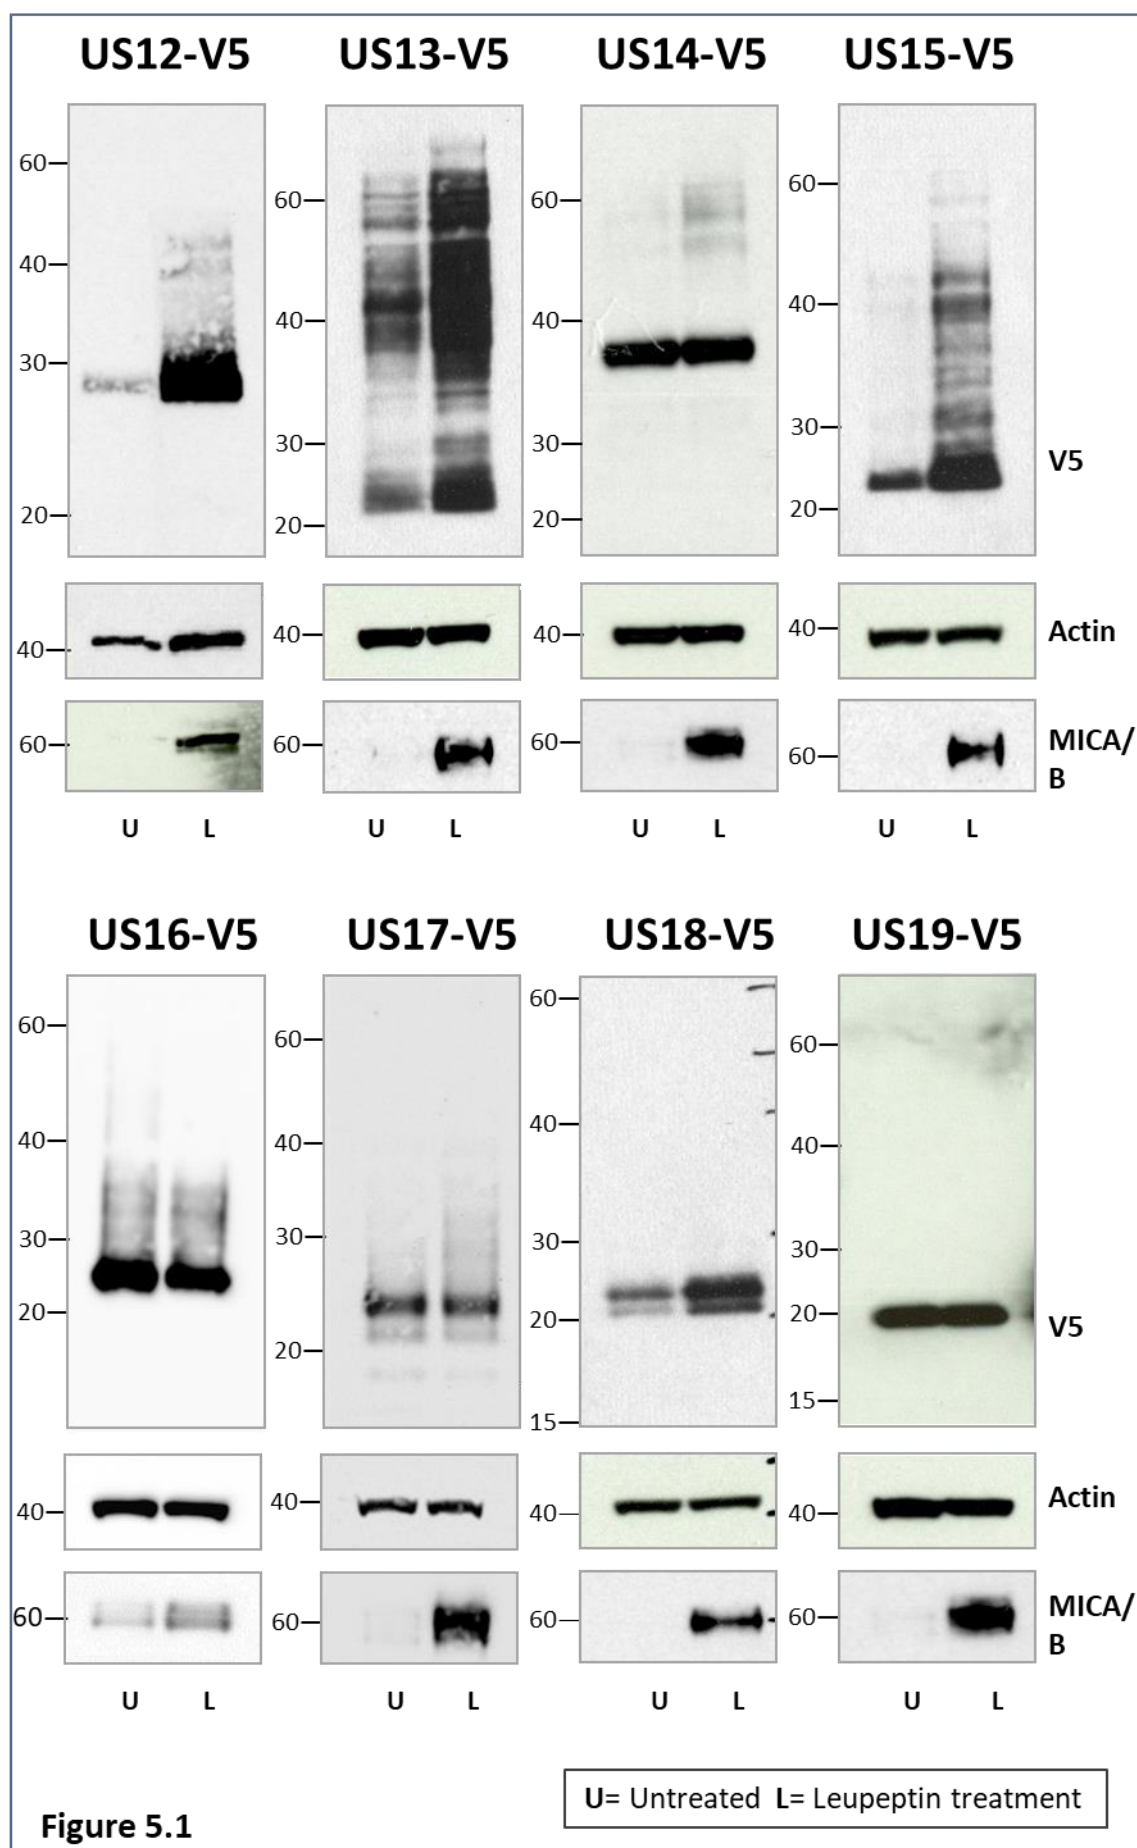 US12-V5 US13-V5 US14-V5 US15-V5
60 40 30 20
60 40 30 20
60 40 30 20
60 40 30 20
V5
40 40 40 40 Actin
60 60 60 60 MICA/
B
U L U L U L U L
US16-V5 US17-V5 US18-V5 US19-V5
60 40 30 20
60 40 30 20
60 40 30 20 15
60 40 30 20 15
V5
40 40 40 40 Actin
60 60 60 60 MICA/
B
U L U L U L U L
U= Untreated L= Leupeptin treatment
Figure 5.1